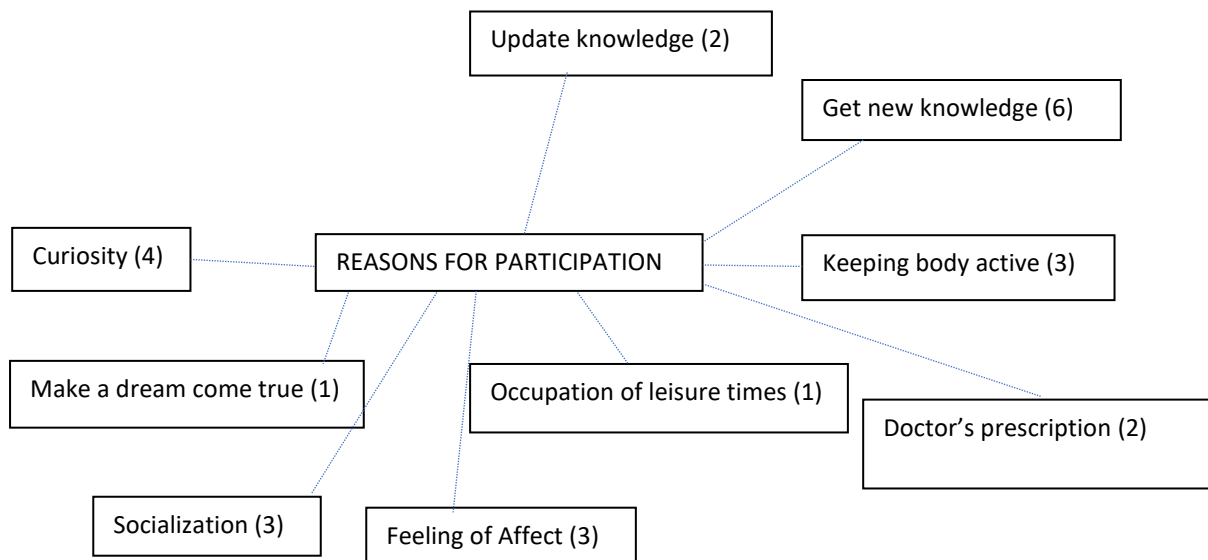 Update knowledge (2)
Get new knowledge (6)
Curiosity (4)
REASONS FOR PARTICIPATION
Keeping body active (3)
Make a dream come true (1)
Occupation of leisure times (1)
Doctor’s prescription (2)
Socialization (3)
Feeling of Affect (3)